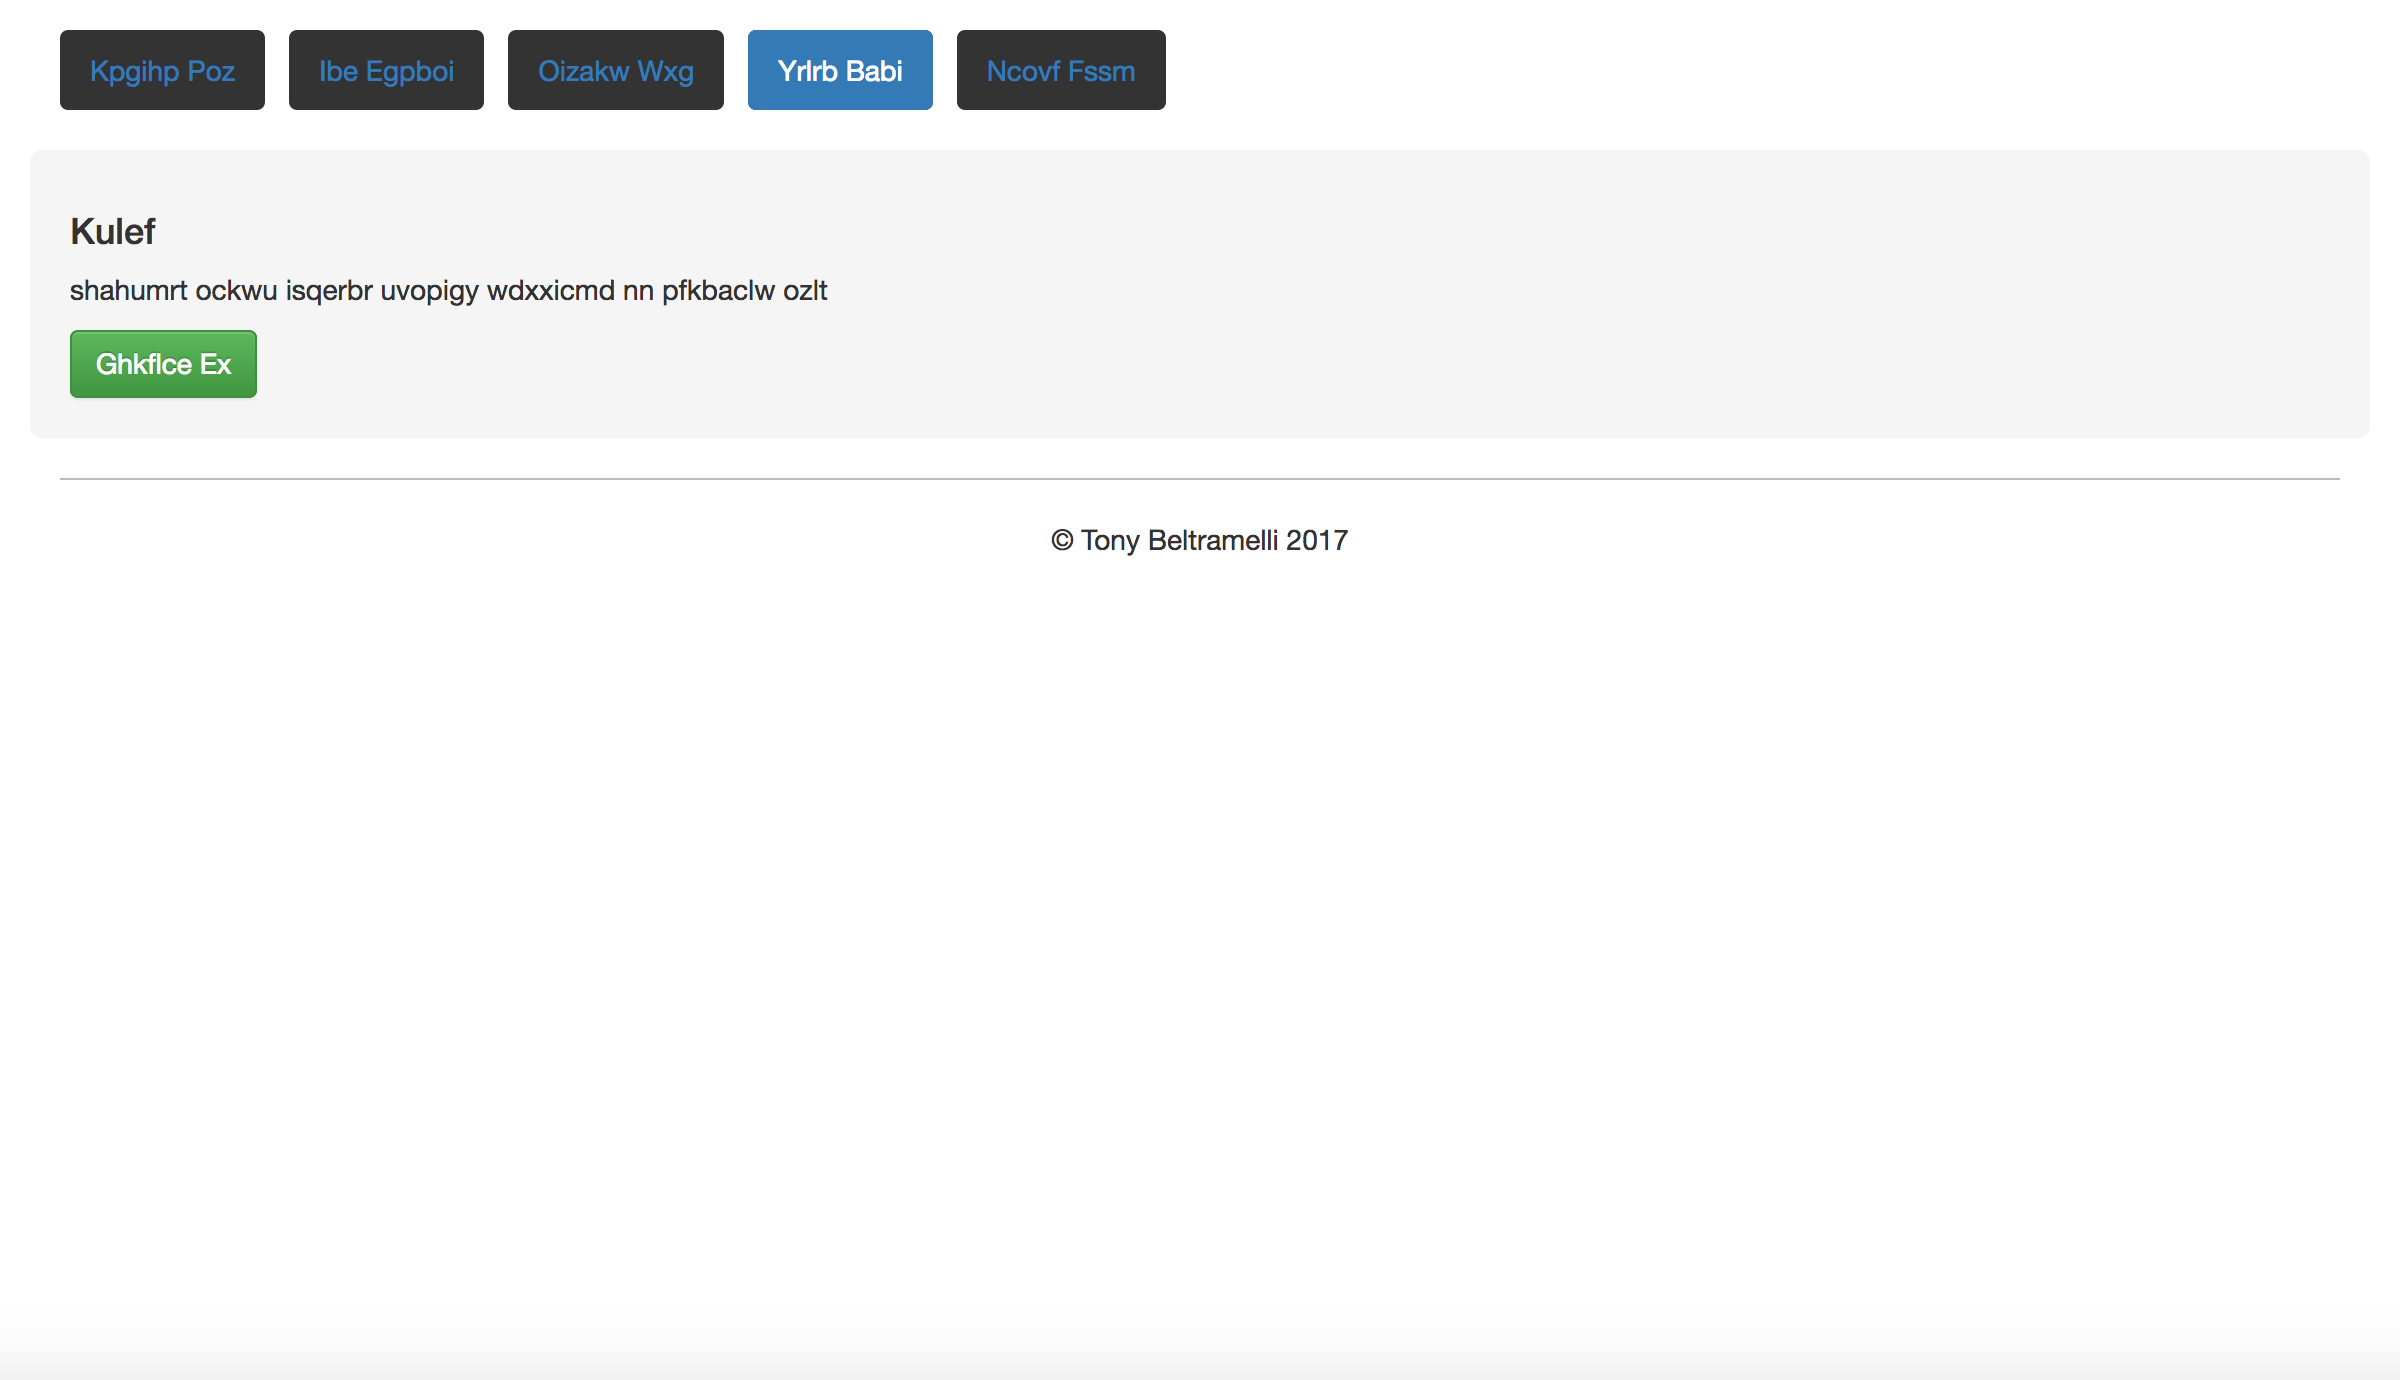 Kpgihp Poz Ibe Egpboi Oizakw Wxg Yrlrb Babi Ncovf Fssm
Kulef
shahumrt ockwu isqerbr uvopigy wdxxicmd nn pfkbaclw ozlt
Ghkflce Ex
© Tony Beltramelli 2017